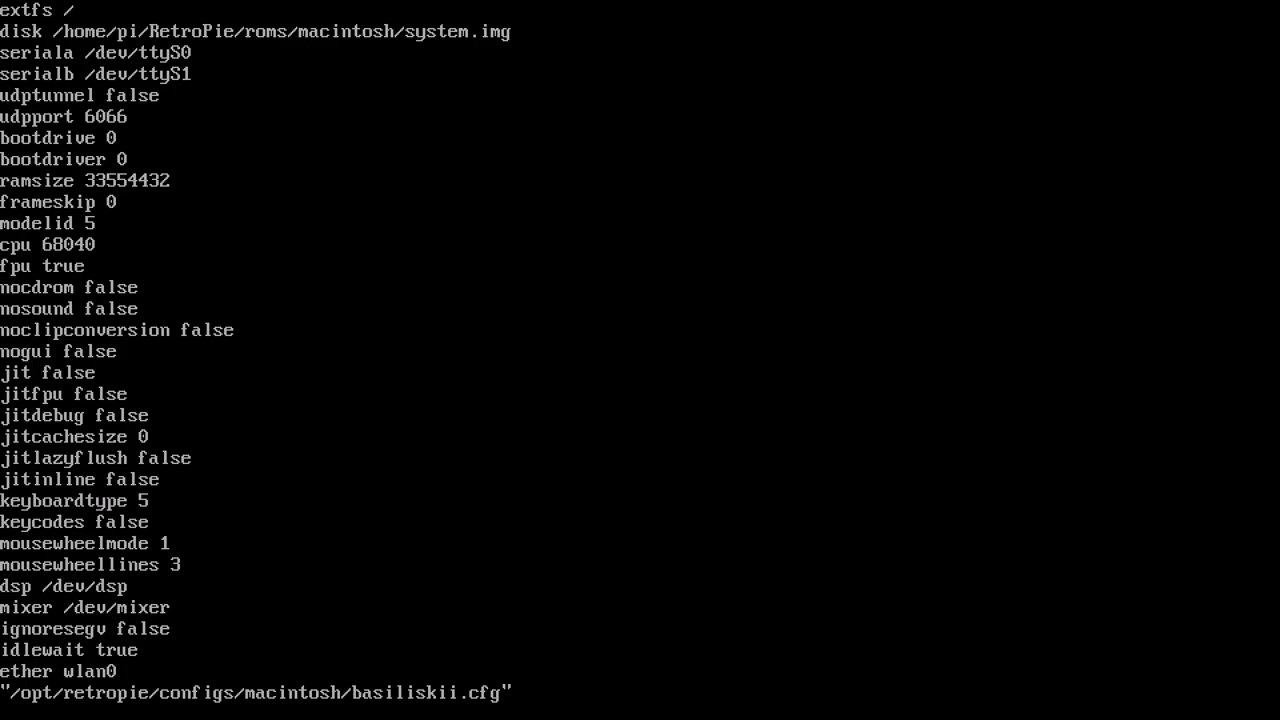 extfs /
disk /home/pi/RetroPie/roms/macintosh/system.img
seriala /dev/ttyS0
serialb /dev/ttyS1
udptunnel false
udpport 6066
bootdrive 0
bootdriver 0
ramsize 33554432
frameskip 0
modelid 5
cpu 68040
fpu true
nocdrom false
nosound false
noclipconversion false
nogui false
jit false
jitfpu false
jitdebug false
jitcachesize 0
jitlazyflush false
jitinline false
keyboardtype 5
keycodes false
mousewheelmode 1
mousewheellines 3
dsp /dev/dsp
mixer /dev/mixer
ignoresegv false
idlewait true
ether wlan0
"/opt/retropie/configs/macintosh/basiliskii.cfg"